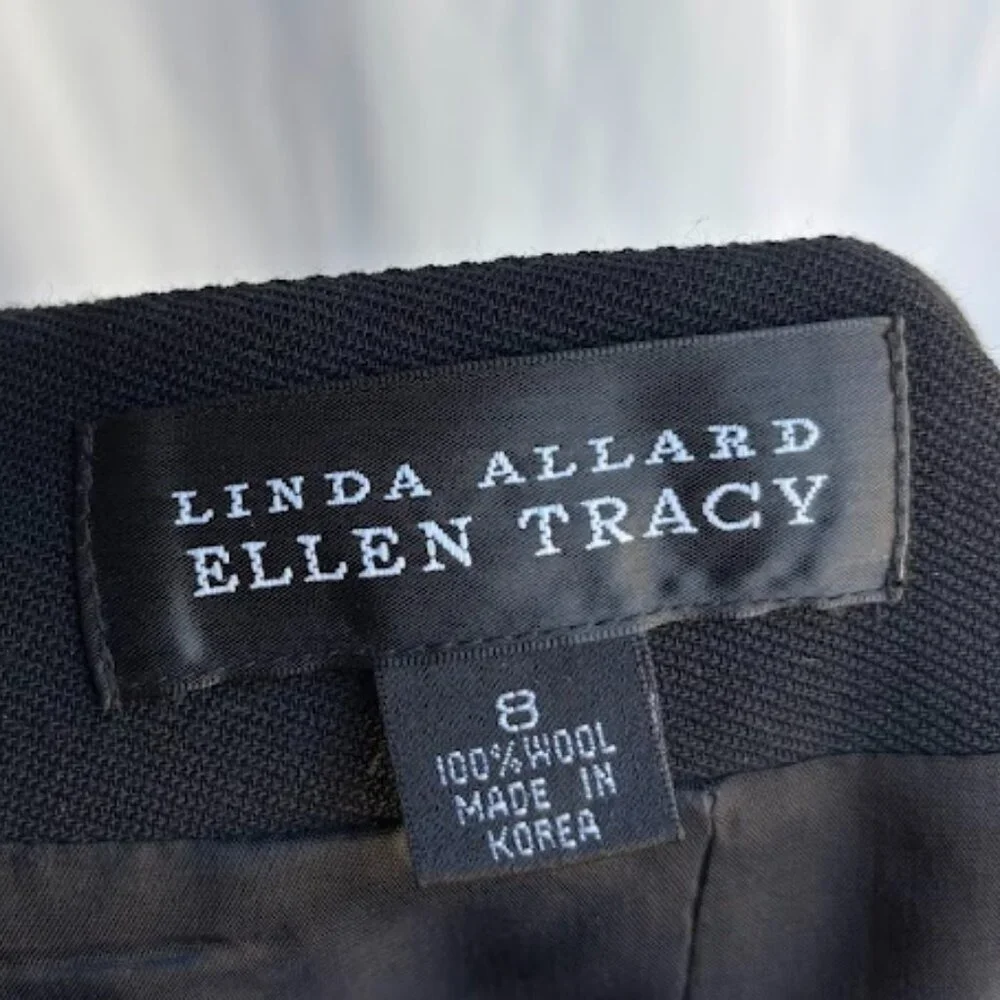 LINDA ALLARD
ELLEN TRACY
8
100%WOOL
MADE IN
KOREA